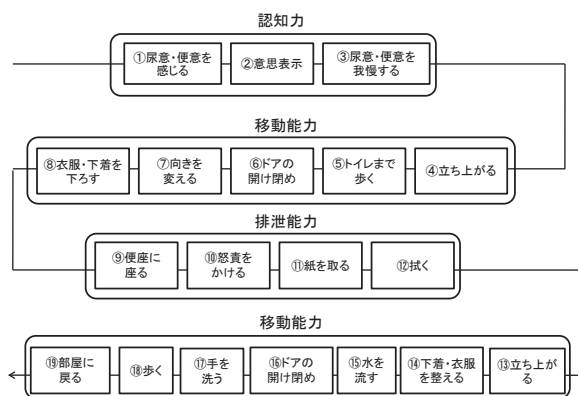 認知力
①尿意・便意を
感じる
②意思表示
③尿意・便意を
我慢する
移動能力
⑧衣服・下着を
下ろす
⑦向きを
変える
⑥ドアの
開け閉め
⑤トイレまで
歩く
④立ち上がる
排泄能力
⑨便座に
座る
⑩怒責を
かける
⑪紙を取る
⑫拭く
移動能力
⑲部屋に
戻る
⑱歩く
⑰手を
洗う
⑯ドアの
開け閉め
⑮水を
流す
⑭下着・衣服
を整える
⑬立ち上が
る